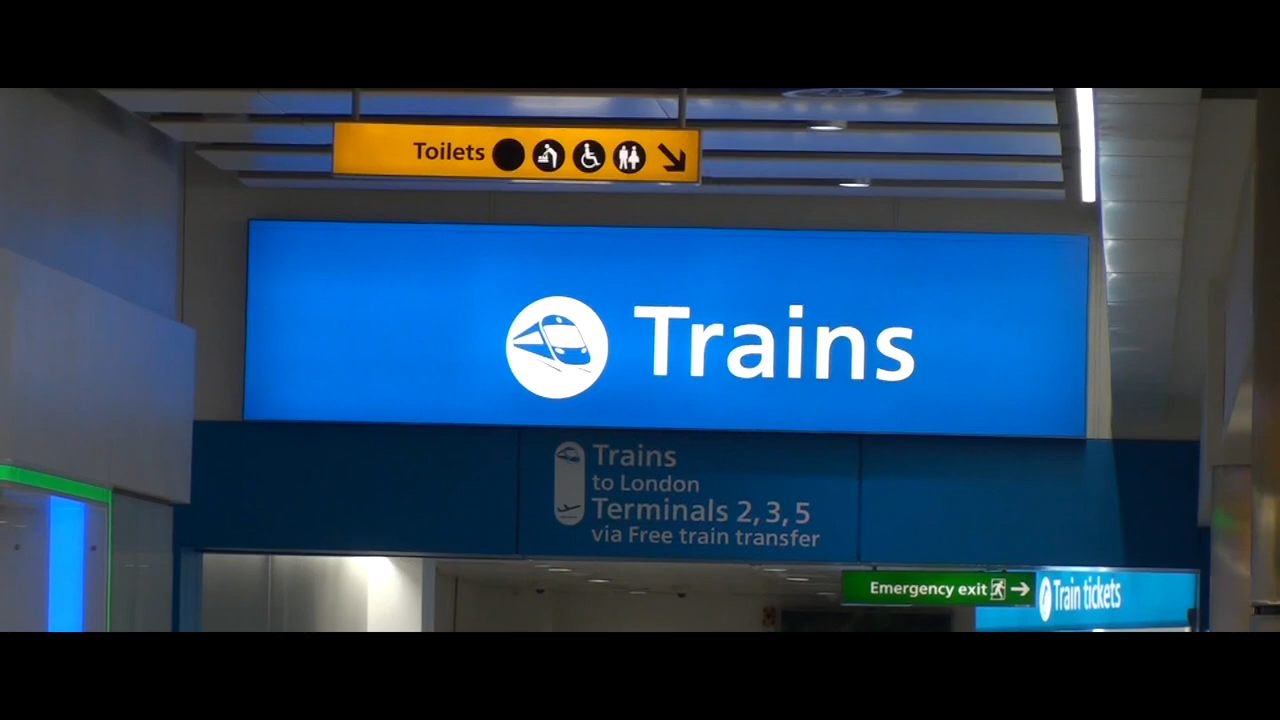 Toilets
Trains
Trains
to London
Terminals 2, 3, 5
via Free train transfer
Emergency exit
Train tickets